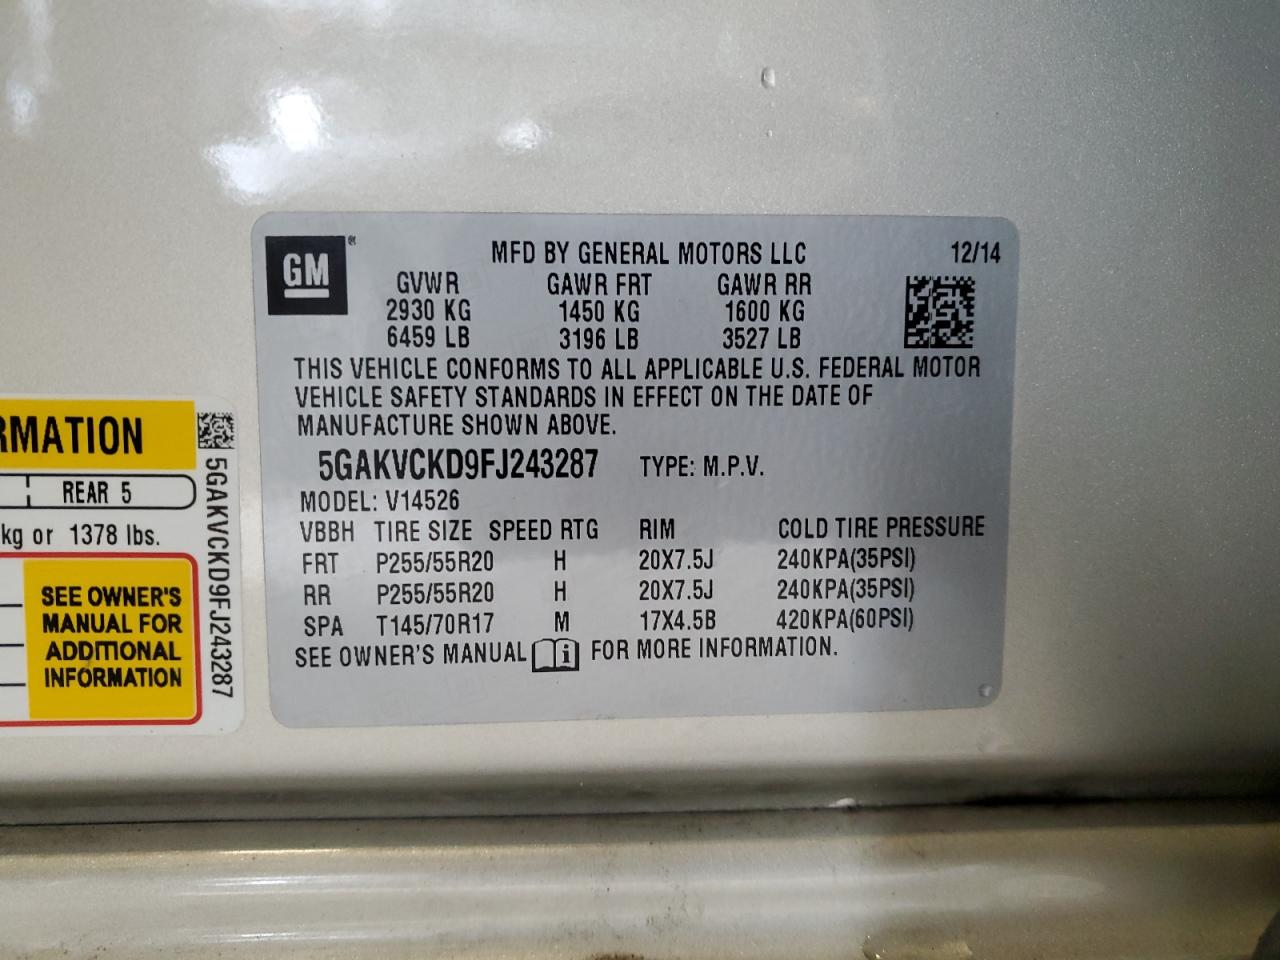 GM ®
MFD BY GENERAL MOTORS LLC 12/14
GVWR GAWR FRT GAWR RR
2930 KG 1450 KG 1600 KG
6459 LB 3196 LB 3527 LB
THIS VEHICLE CONFORMS TO ALL APPLICABLE U.S. FEDERAL MOTOR
VEHICLE SAFETY STANDARDS IN EFFECT ON THE DATE OF
MANUFACTURE SHOWN ABOVE.
5GAKVCKD9FJ243287 TYPE: M.P.V.
MODEL: V14526
VBBH TIRE SIZE SPEED RTG RIM COLD TIRE PRESSURE
FRT P255/55R20 H 20X7.5J 240KPA(35PSI)
RR P255/55R20 H 20X7.5J 240KPA(35PSI)
SPA T145/70R17 M 17X4.5B 420KPA(60PSI)
SEE OWNER'S MANUAL i FOR MORE INFORMATION.
RMATION
REAR 5
kg or 1378 lbs.
SEE OWNER'S
MANUAL FOR
ADDITIONAL
INFORMATION
5GAKVCKD9FJ243287